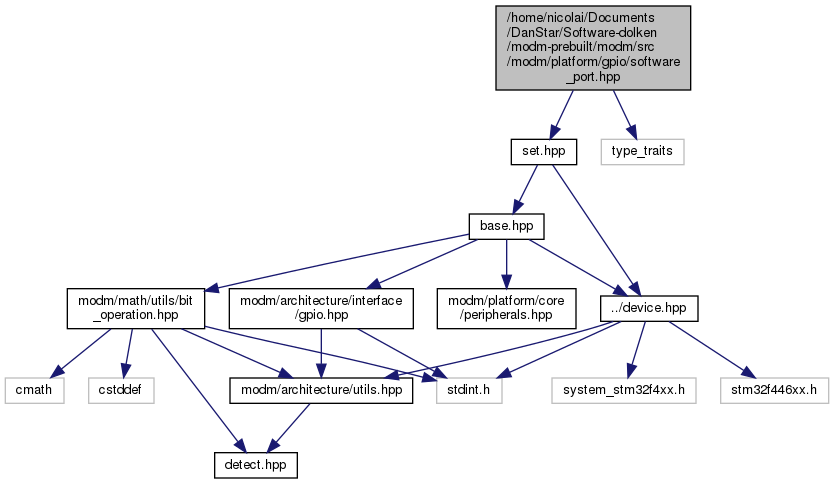 /home/nicolai/Documents
/DanStar/Software-dolken
/modm-prebuilt/modm/src
/modm/platform/gpio/software
_port.hpp
set.hpp
type_traits
base.hpp
modm/math/utils/bit
_operation.hpp
modm/architecture/interface
/gpio.hpp
modm/platform/core
/peripherals.hpp
../device.hpp
cmath
cstddef
modm/architecture/utils.hpp
stdint.h
system_stm32f4xx.h
stm32f446xx.h
detect.hpp